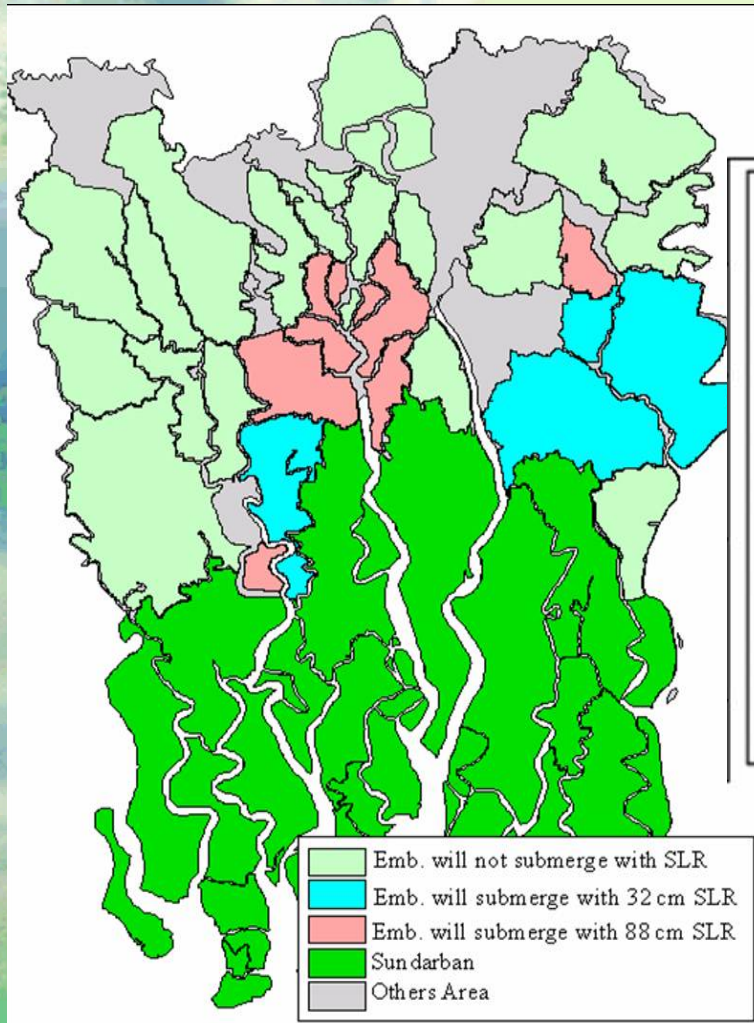 Emb. will not submerge with SLR
Emb. will submerge with 32 cm SLR
Emb. will submerge with 88 cm SLR
Sundarban
Others Area